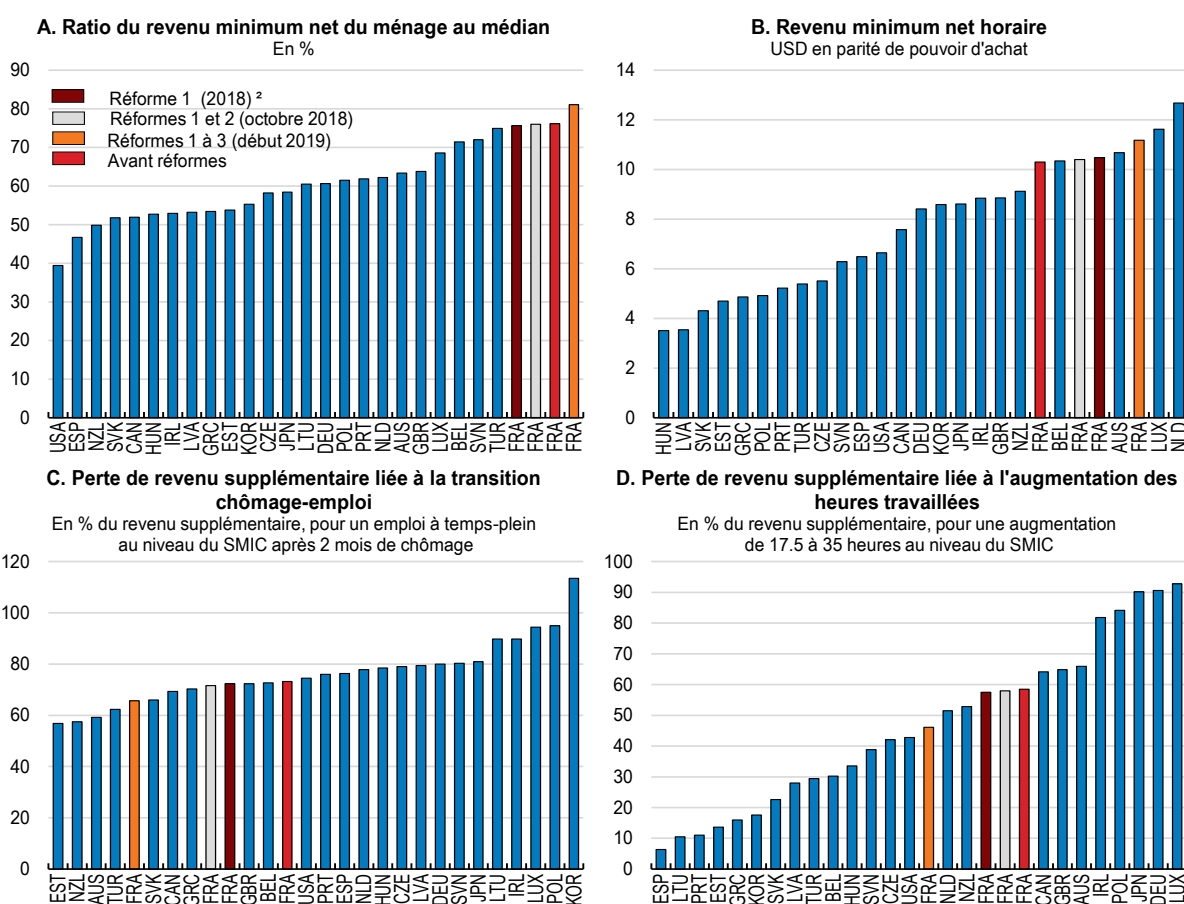 A. Ratio du revenu minimum net du ménage au médian
En %
90
80
70
60
50
40
30
20
10
0
Réforme 1 (2018) ²
Réformes 1 et 2 (octobre 2018)
Réformes 1 à 3 (début 2019)
Avant réformes
USA ESP NZL SVK CAN HUN IRL LVA GRC EST KOR CZE JPN LTU DEU POL PRT NLD AUS GBR LUX BEL SVN TUR FRA FRA FRA FRA
B. Revenu minimum net horaire
USD en parité de pouvoir d'achat
14
12
10
8
6
4
2
0
HUN LVA SVK EST GRC POL PRT TUR CZE SVN ESP USA CAN DEU KOR JPN IRL GBR NZL FRA BEL FRA FRA AUS FRA LUX NLD
C. Perte de revenu supplémentaire liée à la transition
chômage-emploi
En % du revenu supplémentaire, pour un emploi à temps-plein
au niveau du SMIC après 2 mois de chômage
120
100
80
60
40
20
0
EST NZL AUS TUR FRA SVK CAN GRC FRA FRA GBR BEL FRA USA PRT ESP NLD HUN CZE LVA DEU SVN JPN LTU IRL LUX POL KOR
D. Perte de revenu supplémentaire liée à l'augmentation des
heures travaillées
En % du revenu supplémentaire, pour une augmentation
de 17.5 à 35 heures au niveau du SMIC
100
90
80
70
60
50
40
30
20
10
0
ESP LTU PRT EST GRC KOR SVK LVA TUR BEL HUN SVN CZE USA FRA NLD NZL FRA FRA FRA CAN GBR AUS IRL POL JPN DEU LUX